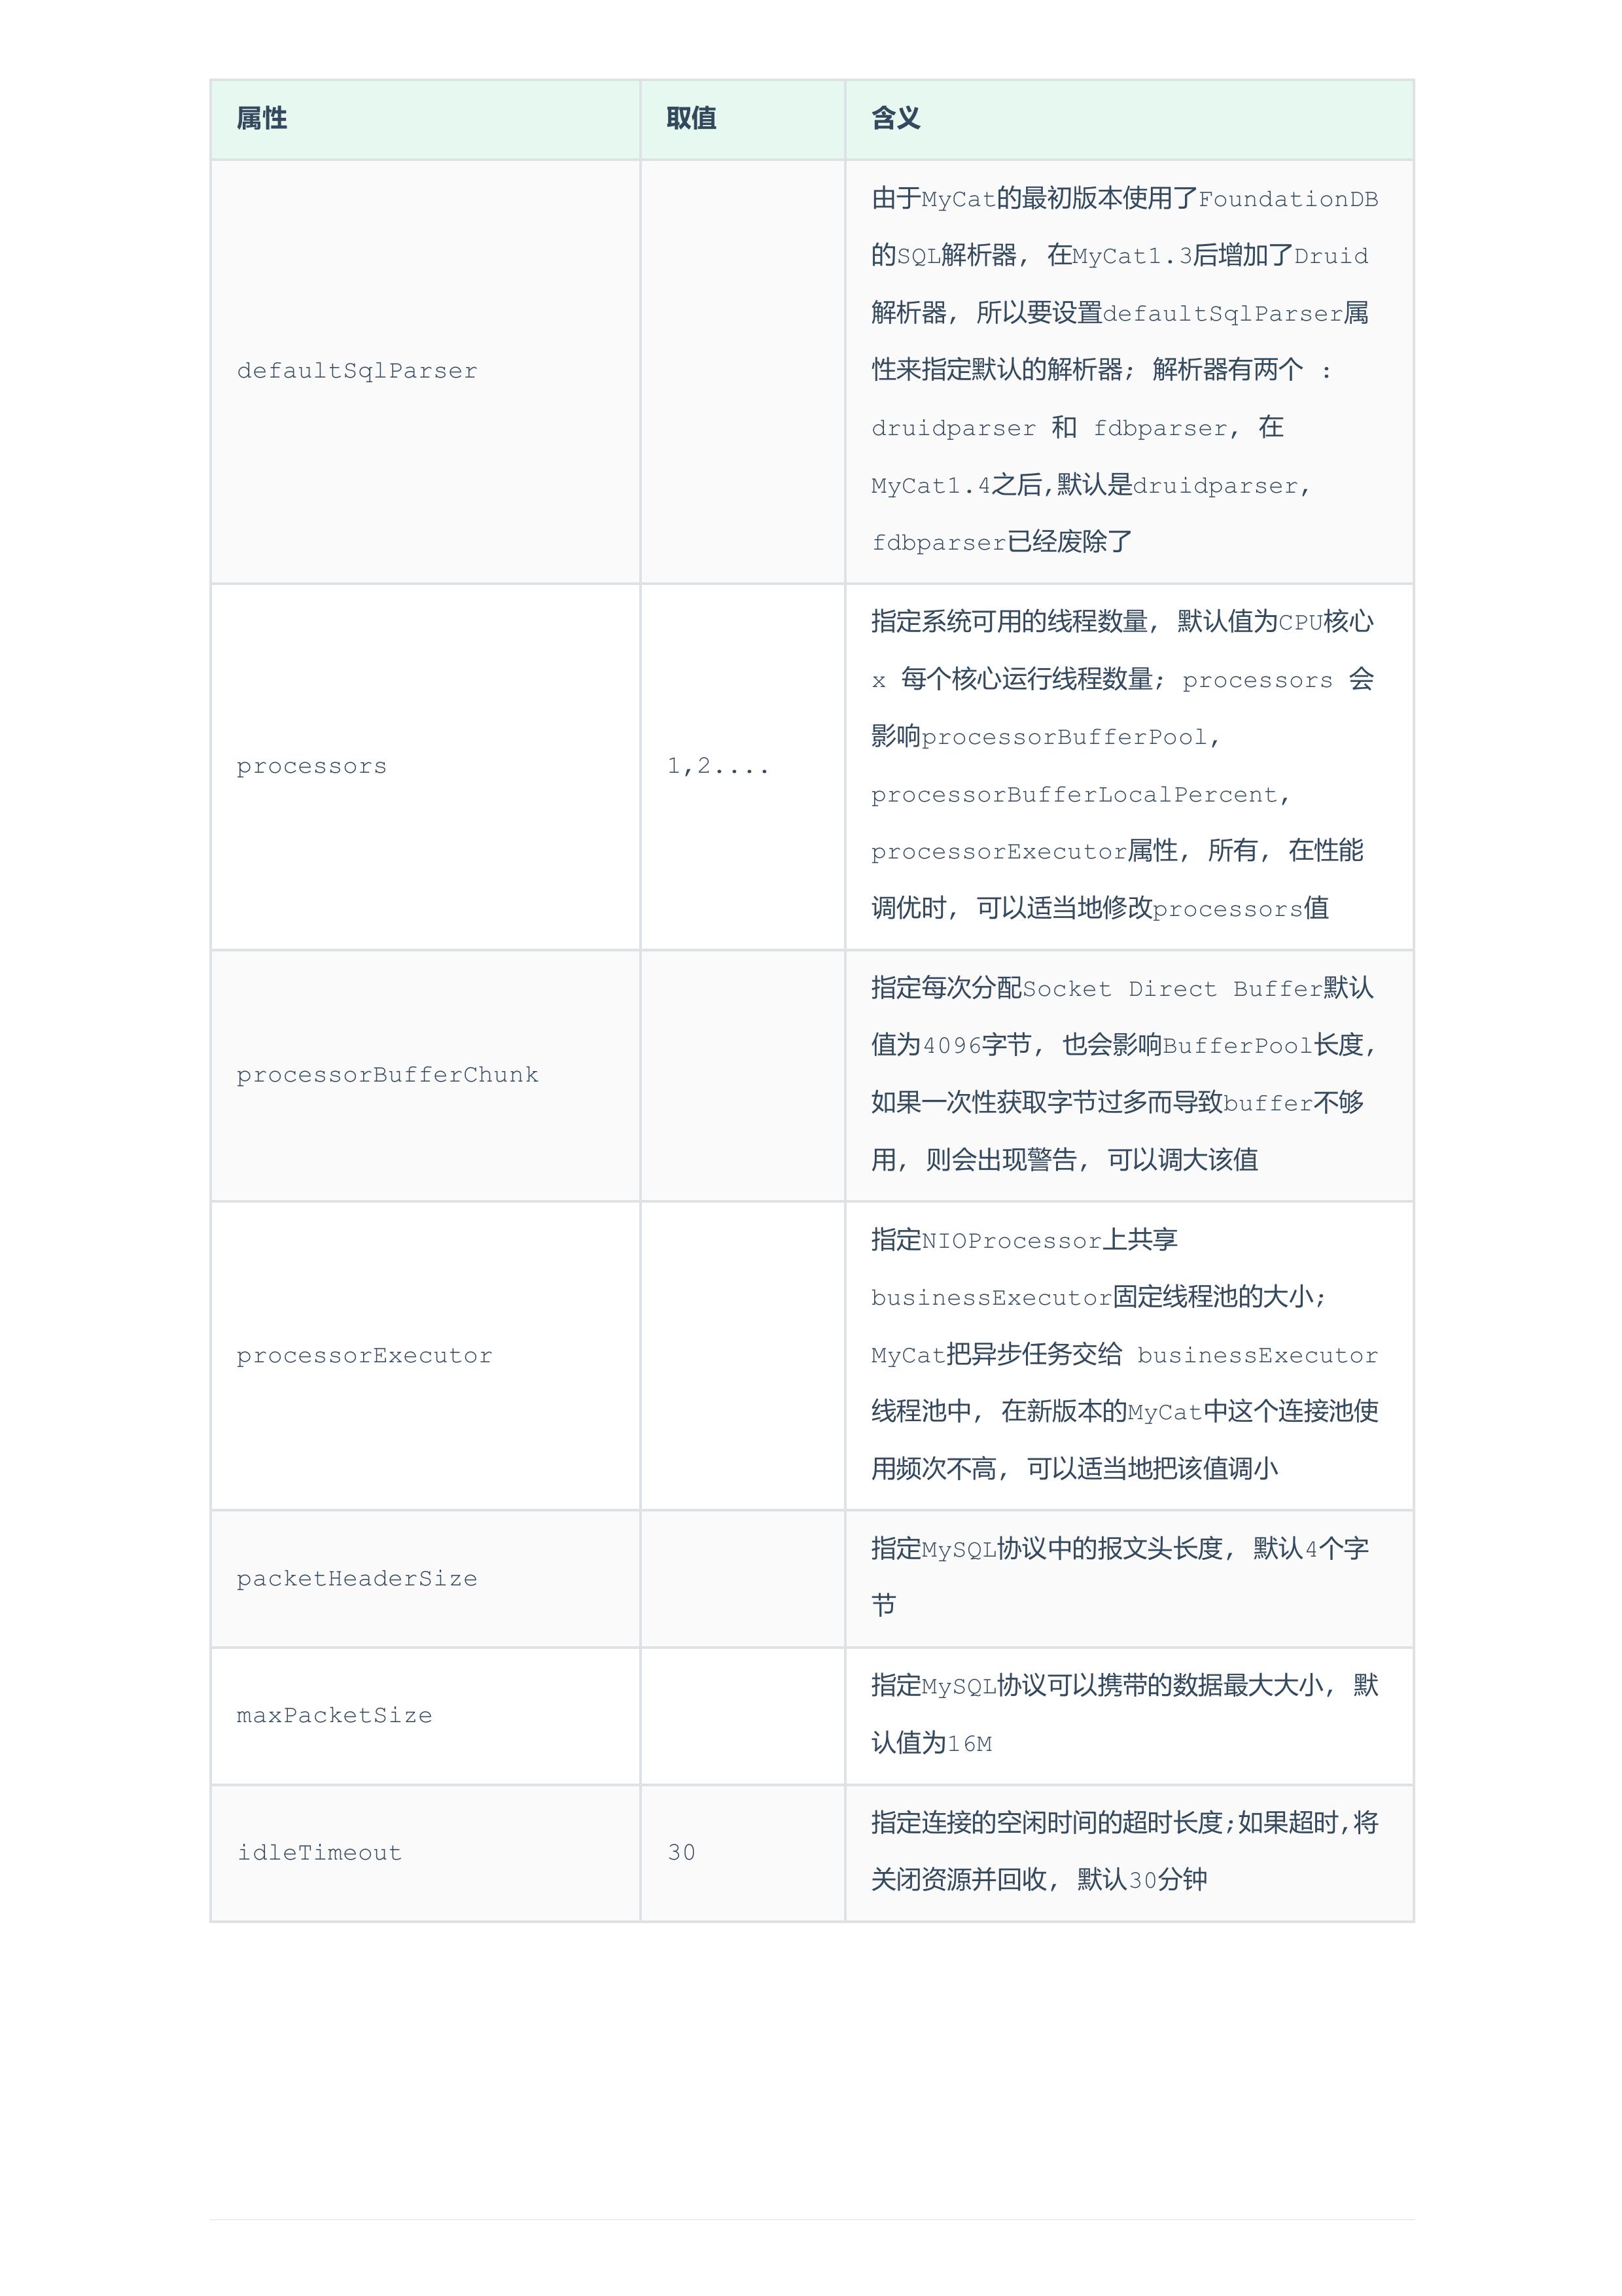 属性 取值 含义
由于MyCat的最初版本使用了FoundationDB
的SQL解析器, 在MyCat1.3后增加了Druid
解析器, 所以要设置defaultSqlParser属
defaultSqlParser 性来指定默认的解析器; 解析器有两个 :
druidparser 和 fdbparser, 在
MyCat1.4之后,默认是druidparser,
fdbparser已经废除了
指定系统可用的线程数量, 默认值为CPU核心
x 每个核心运行线程数量; processors 会
影响processorBufferPool,
processors 1,2.... processorBufferLocalPercent,
processorExecutor属性, 所有, 在性能
调优时, 可以适当地修改processors值
指定每次分配Socket Direct Buffer默认
值为4096字节, 也会影响BufferPool长度,
processorBufferChunk 如果一次性获取字节过多而导致buffer不够
用, 则会出现警告, 可以调大该值
指定NIOProcessor上共享
businessExecutor固定线程池的大小;
processorExecutor MyCat把异步任务交给 businessExecutor
线程池中, 在新版本的MyCat中这个连接池使
用频次不高, 可以适当地把该值调小
packetHeaderSize 指定MySQL协议中的报文头长度, 默认4个字
节
maxPacketSize 指定MySQL协议可以携带的数据最大大小, 默
认值为16M
idleTimeout 30 指定连接的空闲时间的超时长度;如果超时,将
关闭资源并回收, 默认30分钟